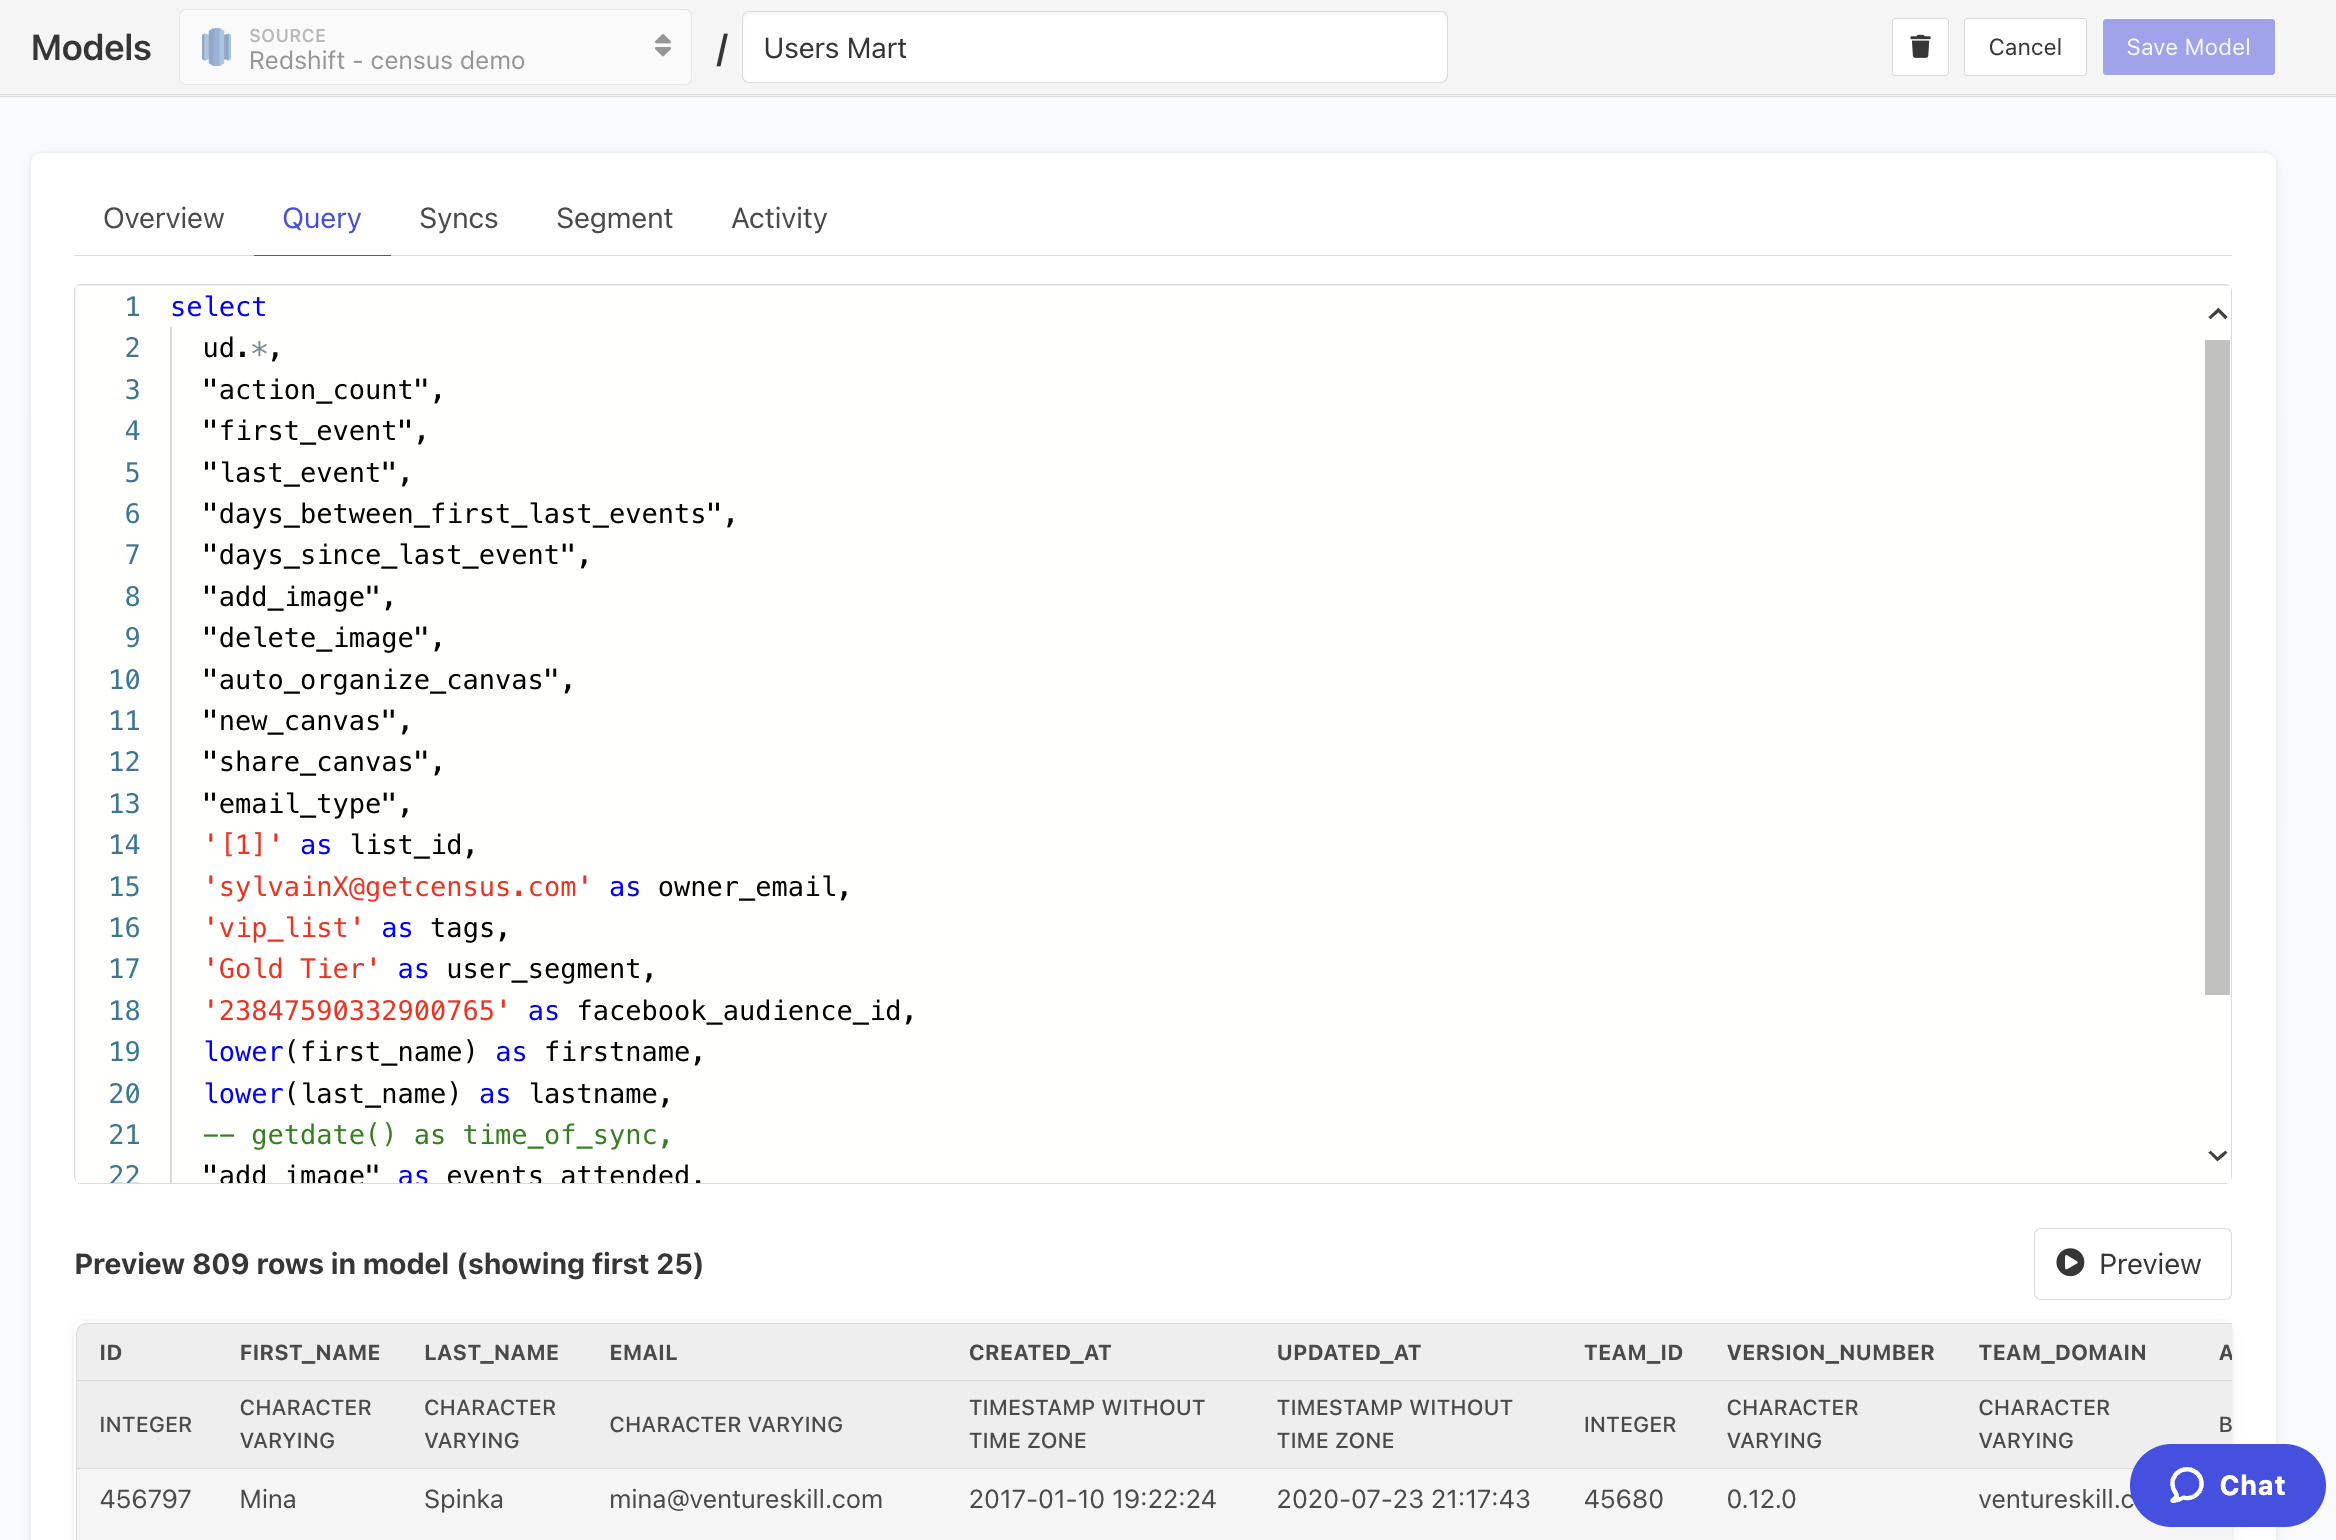 Models
SOURCE
Redshift - census demo
/
Users Mart
Cancel
Save Model
Overview
Query
Syncs
Segment
Activity
1 select
2 ud.*,
3 "action_count",
4 "first_event",
5 "last_event",
6 "days_between_first_last_events",
7 "days_since_last_event",
8 "add_image",
9 "delete_image",
10 "auto_organize_canvas",
11 "new_canvas",
12 "share_canvas",
13 "email_type",
14 '[1]' as list_id,
15 'sylvainX@getcensus.com' as owner_email,
16 'vip_list' as tags,
17 'Gold Tier' as user_segment,
18 '23847590332900765' as facebook_audience_id,
19 lower(first_name) as firstname,
20 lower(last_name) as lastname,
21 -- getdate() as time_of_sync,
22 "add_image" as events_attended,
Preview 809 rows in model (showing first 25)
Preview
ID FIRST_NAME LAST_NAME EMAIL CREATED_AT UPDATED_AT TEAM_ID VERSION_NUMBER TEAM_DOMAIN A
INTEGER CHARACTER VARYING CHARACTER VARYING CHARACTER VARYING TIMESTAMP WITHOUT TIME ZONE TIMESTAMP WITHOUT TIME ZONE INTEGER CHARACTER VARYING CHARACTER VARYING B
456797 Mina Spinka mina@ventureskill.com 2017-01-10 19:22:24 2020-07-23 21:17:43 45680 0.12.0 ventureskill.c
Chat